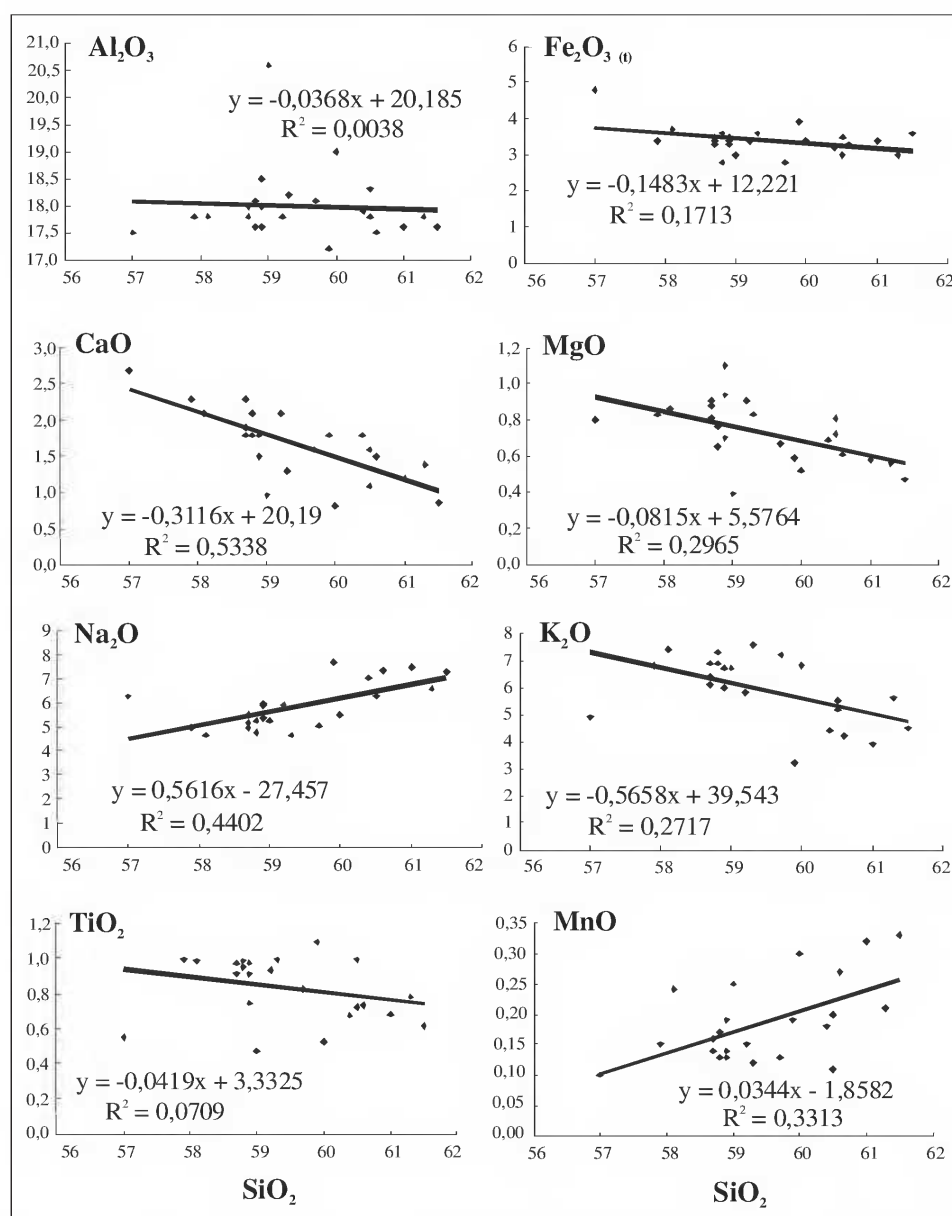 Al₂O₃
21,0
20,5
20,0
19,5
19,0
18,5
18,0
17,5
17,0
y = -0,0368x + 20,185
R² = 0,0038
56 57 58 59 60 61 62
Fe₂O₃ (t)
6
5
4
3
2
1
0
y = -0,1483x + 12,221
R² = 0,1713
56 57 58 59 60 61 62
CaO
3,0
2,5
2,0
1,5
1,0
0,5
0,0
y = -0,3116x + 20,19
R² = 0,5338
56 57 58 59 60 61 62
MgO
1,2
1,0
0,8
0,6
0,4
0,2
0,0
y = -0,0815x + 5,5764
R² = 0,2965
56 57 58 59 60 61 62
Na₂O
9
8
7
6
5
4
3
2
1
0
y = 0,5616x - 27,457
R² = 0,4402
56 57 58 59 60 61 62
K₂O
8
7
6
5
4
3
2
1
0
y = -0,5658x + 39,543
R² = 0,2717
56 57 58 59 60 61 62
TiO₂
1,2
1,0
0,8
0,6
0,4
0,2
0,0
y = -0,0419x + 3,3325
R² = 0,0709
56 57 58 59 60 61 62
SiO₂
MnO
0,35
0,30
0,25
0,20
0,15
0,10
0,05
0,00
y = 0,0344x - 1,8582
R² = 0,3313
56 57 58 59 60 61 62
SiO₂